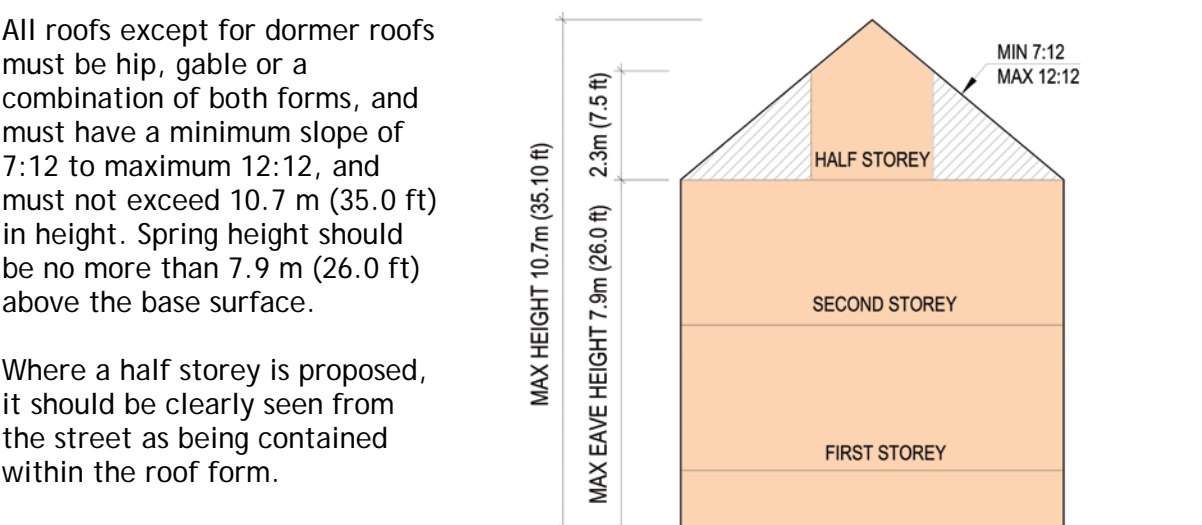 All roofs except for dormer roofs
must be hip, gable or a
combination of both forms, and
must have a minimum slope of
7:12 to maximum 12:12, and
must not exceed 10.7 m (35.0 ft)
in height. Spring height should
be no more than 7.9 m (26.0 ft)
above the base surface.
Where a half storey is proposed,
it should be clearly seen from
the street as being contained
within the roof form.
MAX HEIGHT 10.7m (35.10 ft)
2.3m (7.5 ft)
MAX EAVE HEIGHT 7.9m (26.0 ft)
MIN 7:12
MAX 12:12
HALF STOREY
SECOND STOREY
FIRST STOREY